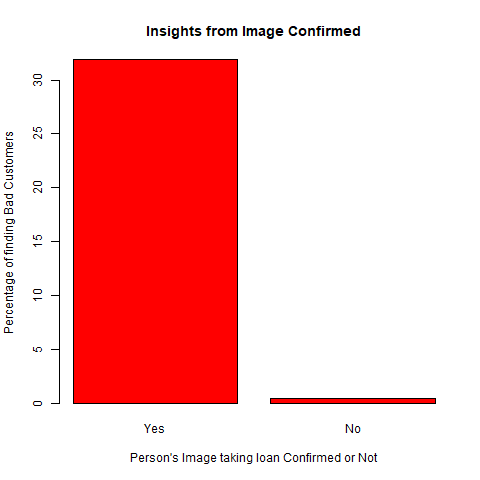 Insights from Image Confirmed
Percentage of finding Bad Customers
30
25
20
15
10
5
0
Yes No
Person's Image taking loan Confirmed or Not